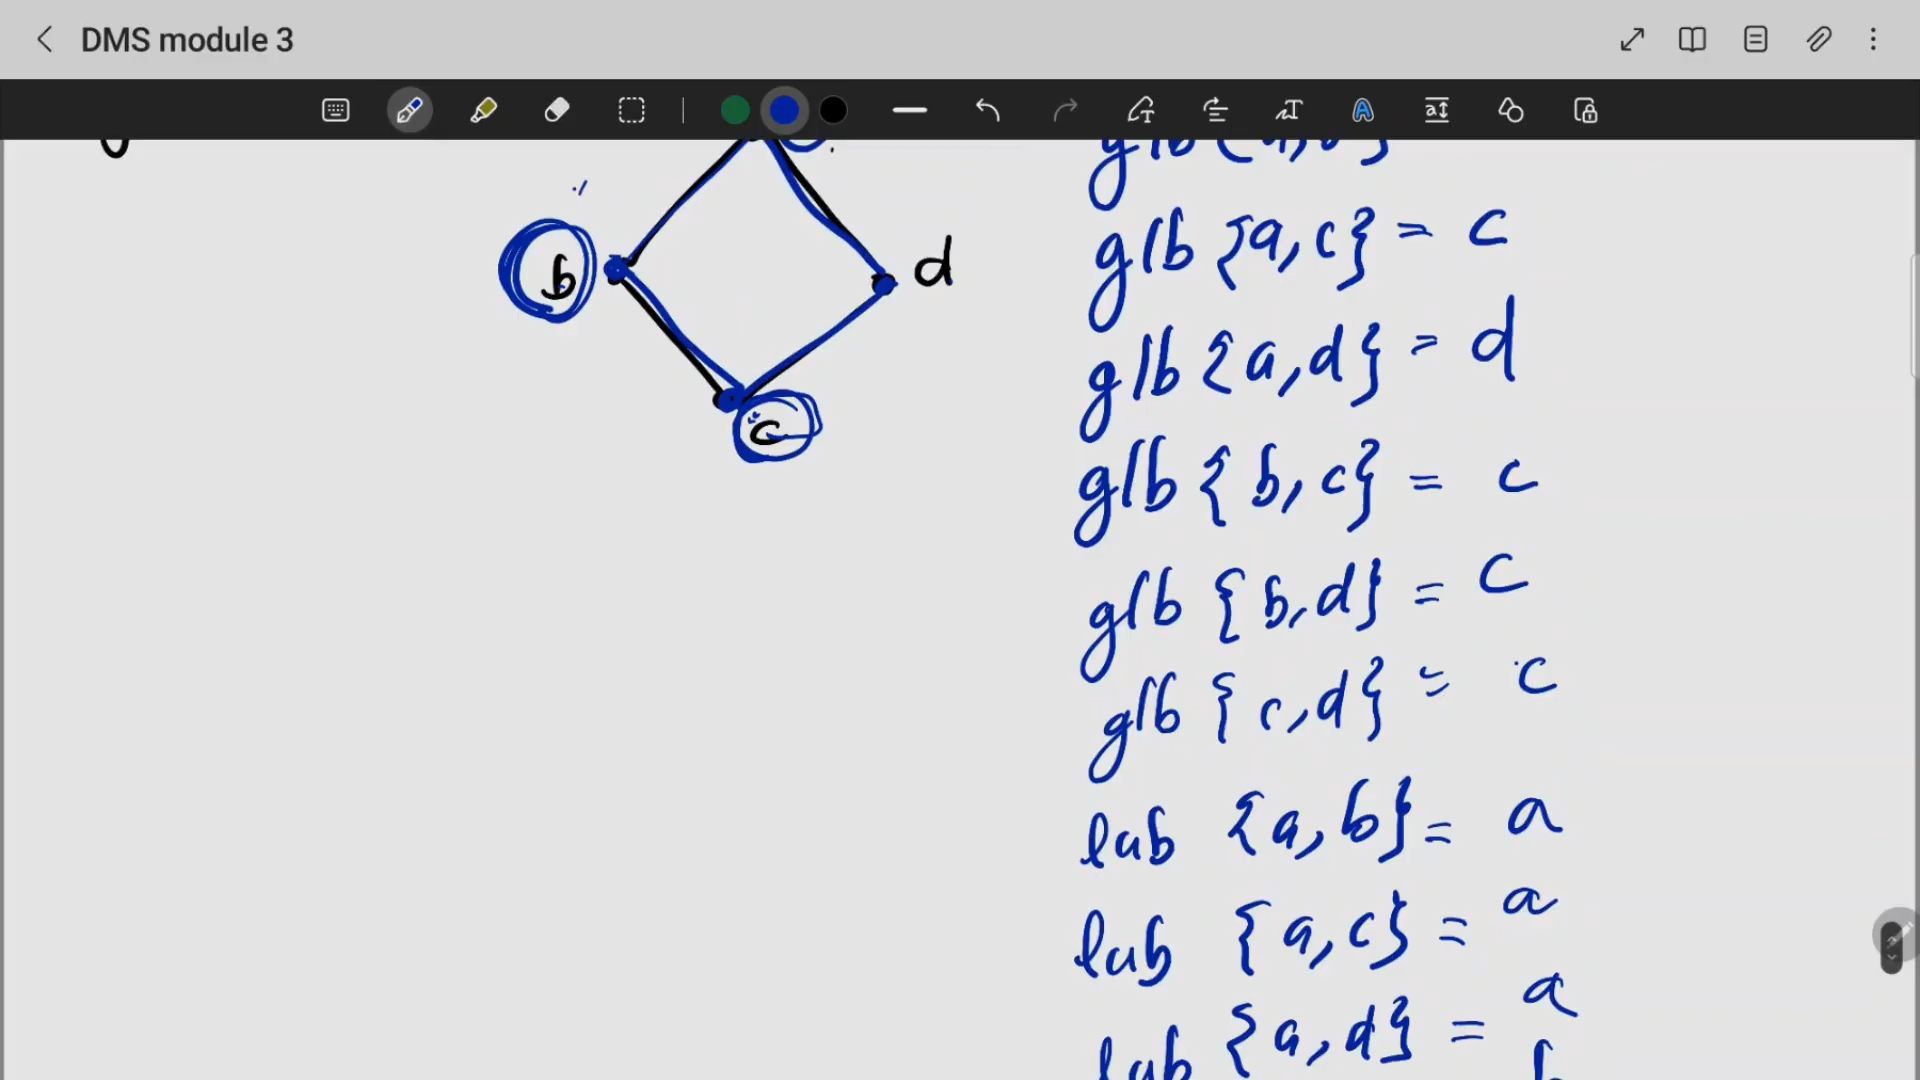 DMS module 3
b
d
c
glb {a,c} = c
glb {a,d} = d
glb {b,c} = c
glb {b,d} = c
glb {c,d} = c
lub {a,b} = a
lub {a,c} = a
lub {a,d} = a